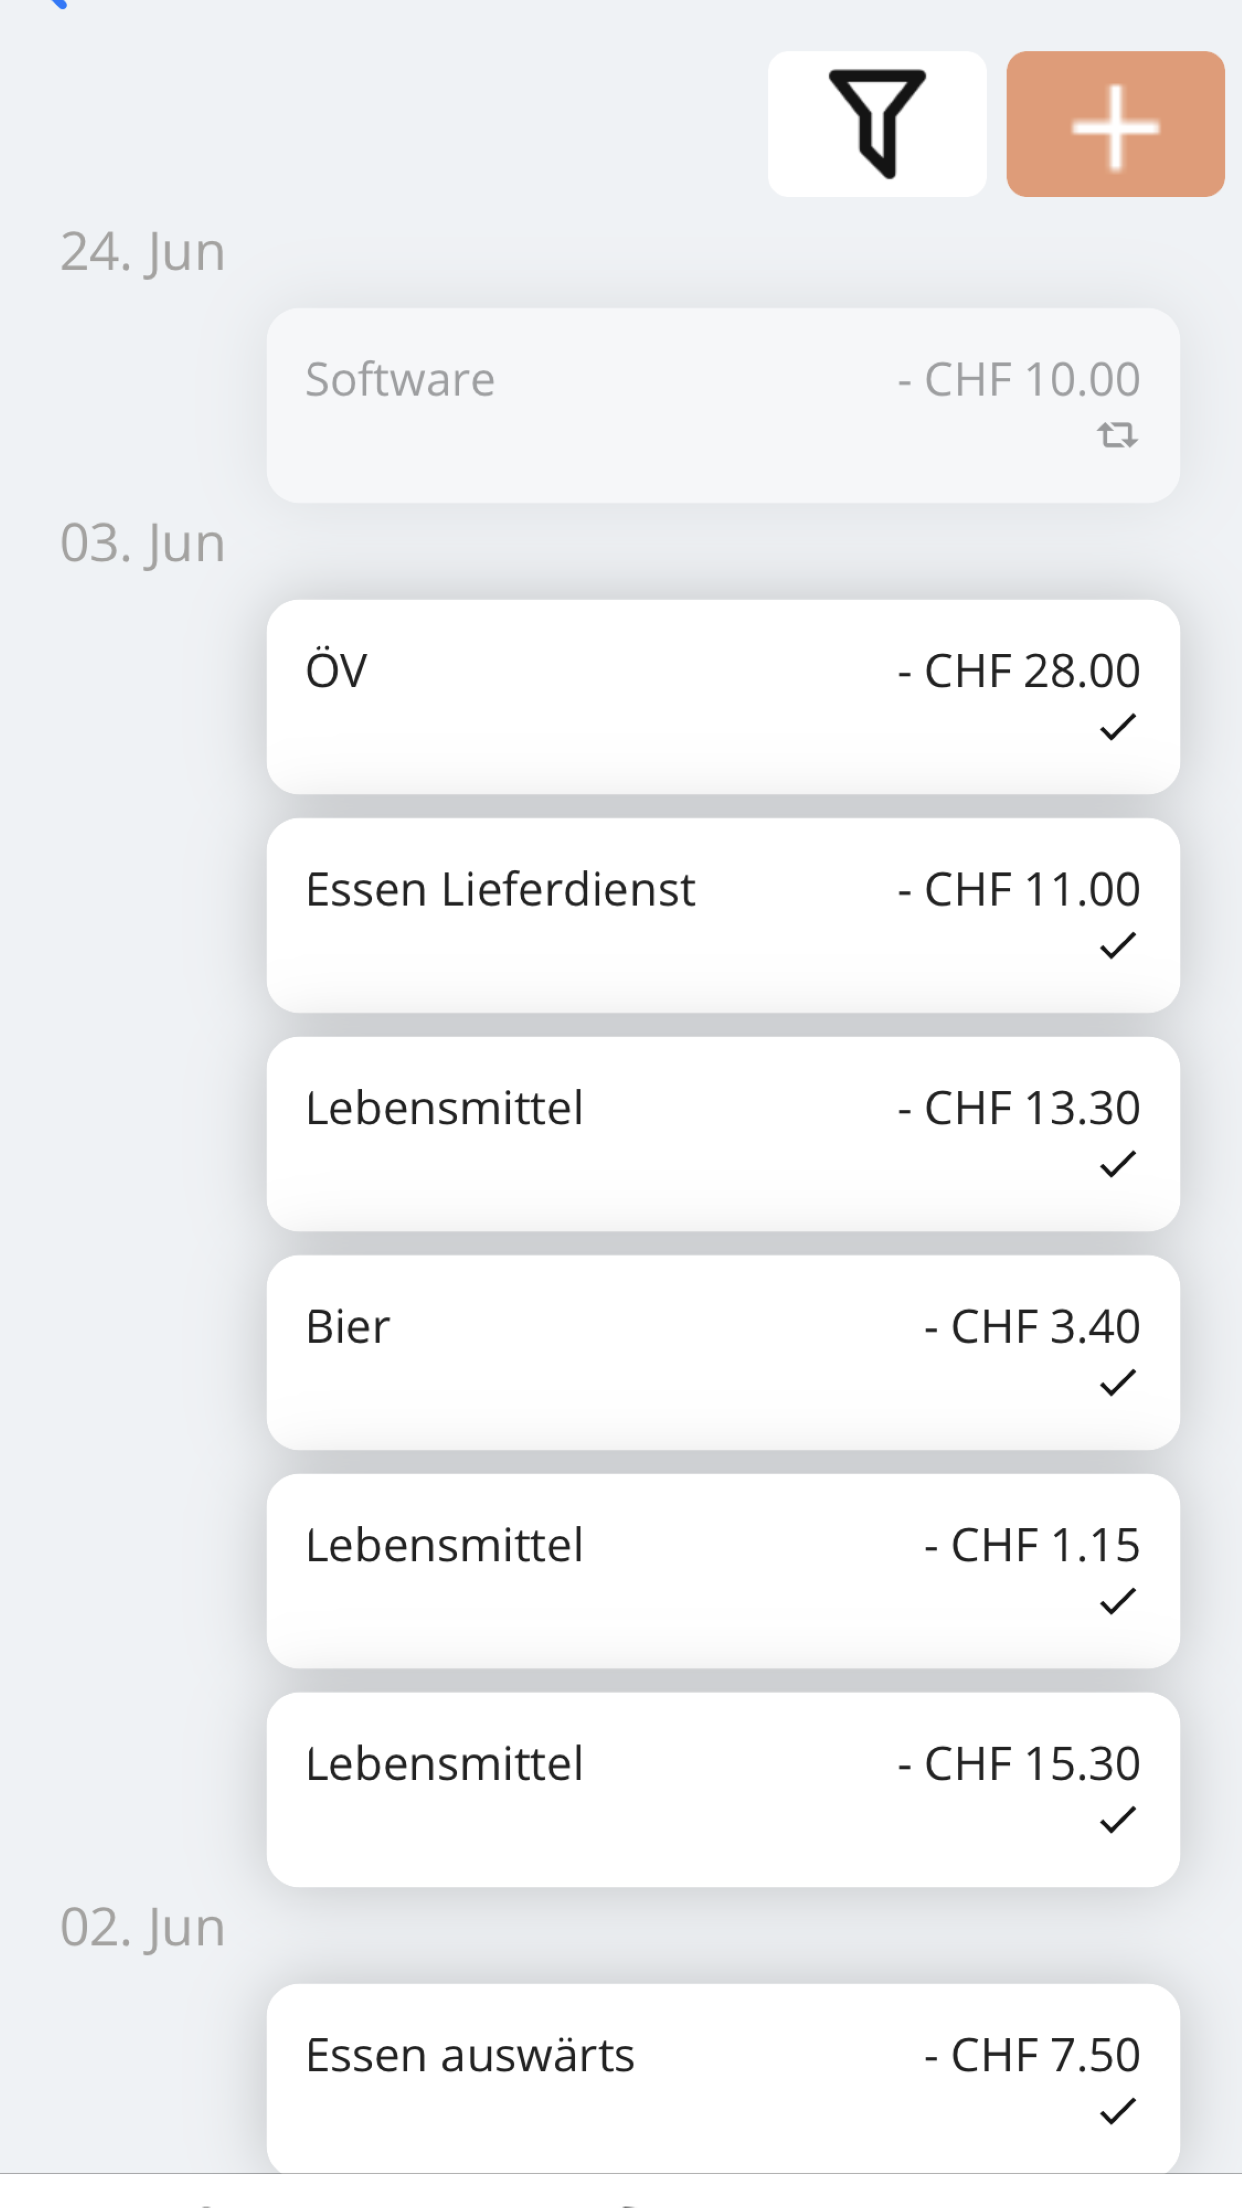 24. Jun
Software - CHF 10.00
03. Jun
ÖV - CHF 28.00
Essen Lieferdienst - CHF 11.00
Lebensmittel - CHF 13.30
Bier - CHF 3.40
Lebensmittel - CHF 1.15
Lebensmittel - CHF 15.30
02. Jun
Essen auswärts - CHF 7.50